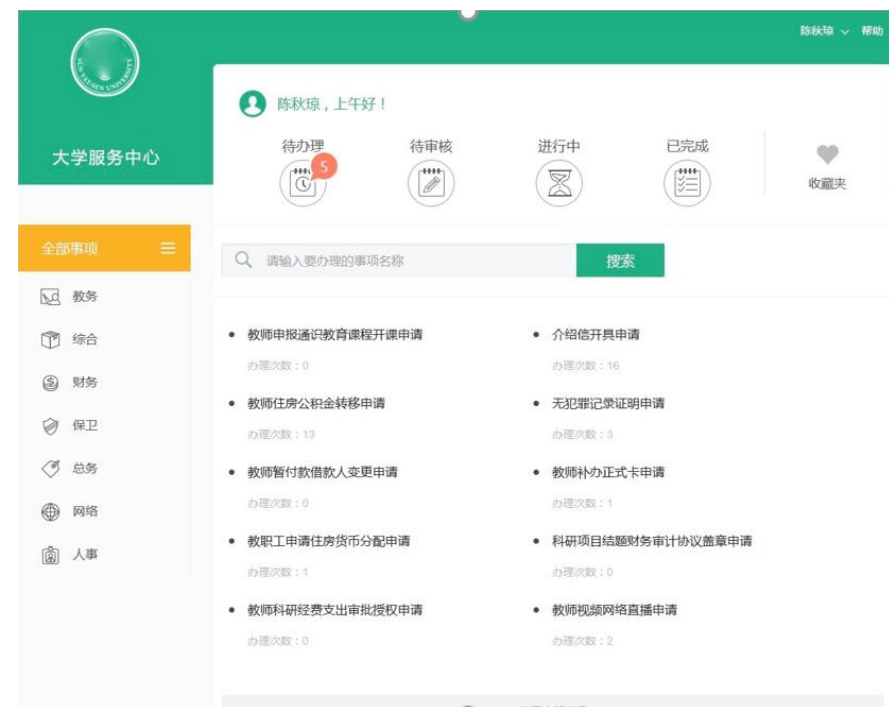 陈秋琼 帮助
SUN YAT-SEN UNIVERSITY
大学服务中心
陈秋琼，上午好！
待办理 待审核 进行中 已完成
5
收藏夹
全部事项
请输入要办理的事项名称 搜索
教务
综合
财务
保卫
总务
网络
人事
教师申报通识教育课程开课申请 介绍信开具申请
办理次数：0 办理次数：16
教师住房公积金转移申请 无犯罪记录证明申请
办理次数：13 办理次数：3
教师暂付款借款人变更申请 教师补办正式卡申请
办理次数：0 办理次数：1
教职工申请住房货币分配申请 科研项目结题财务审计协议盖章申请
办理次数：1 办理次数：0
教师科研经费支出审批授权申请 教师视频网络直播申请
办理次数：0 办理次数：2